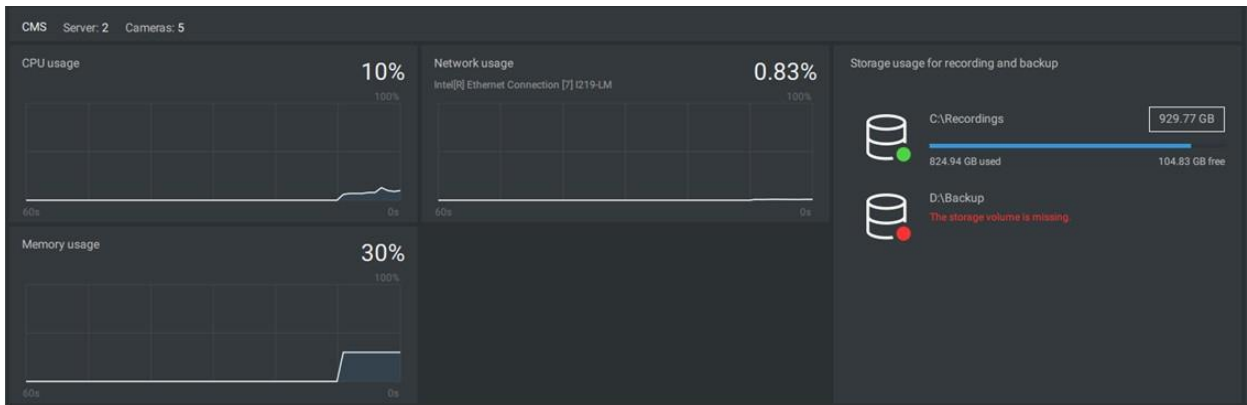 CMS Server: 2 Cameras: 5
CPU usage
10%
100%
60s 0s
Network usage
0.83%
Intel[R] Ethernet Connection [7] I219-LM
100%
60s 0s
Storage usage for recording and backup
C:\Recordings
929.77 GB
824.94 GB used
104.83 GB free
D:\Backup
The storage volume is missing.
Memory usage
30%
100%
60s 0s